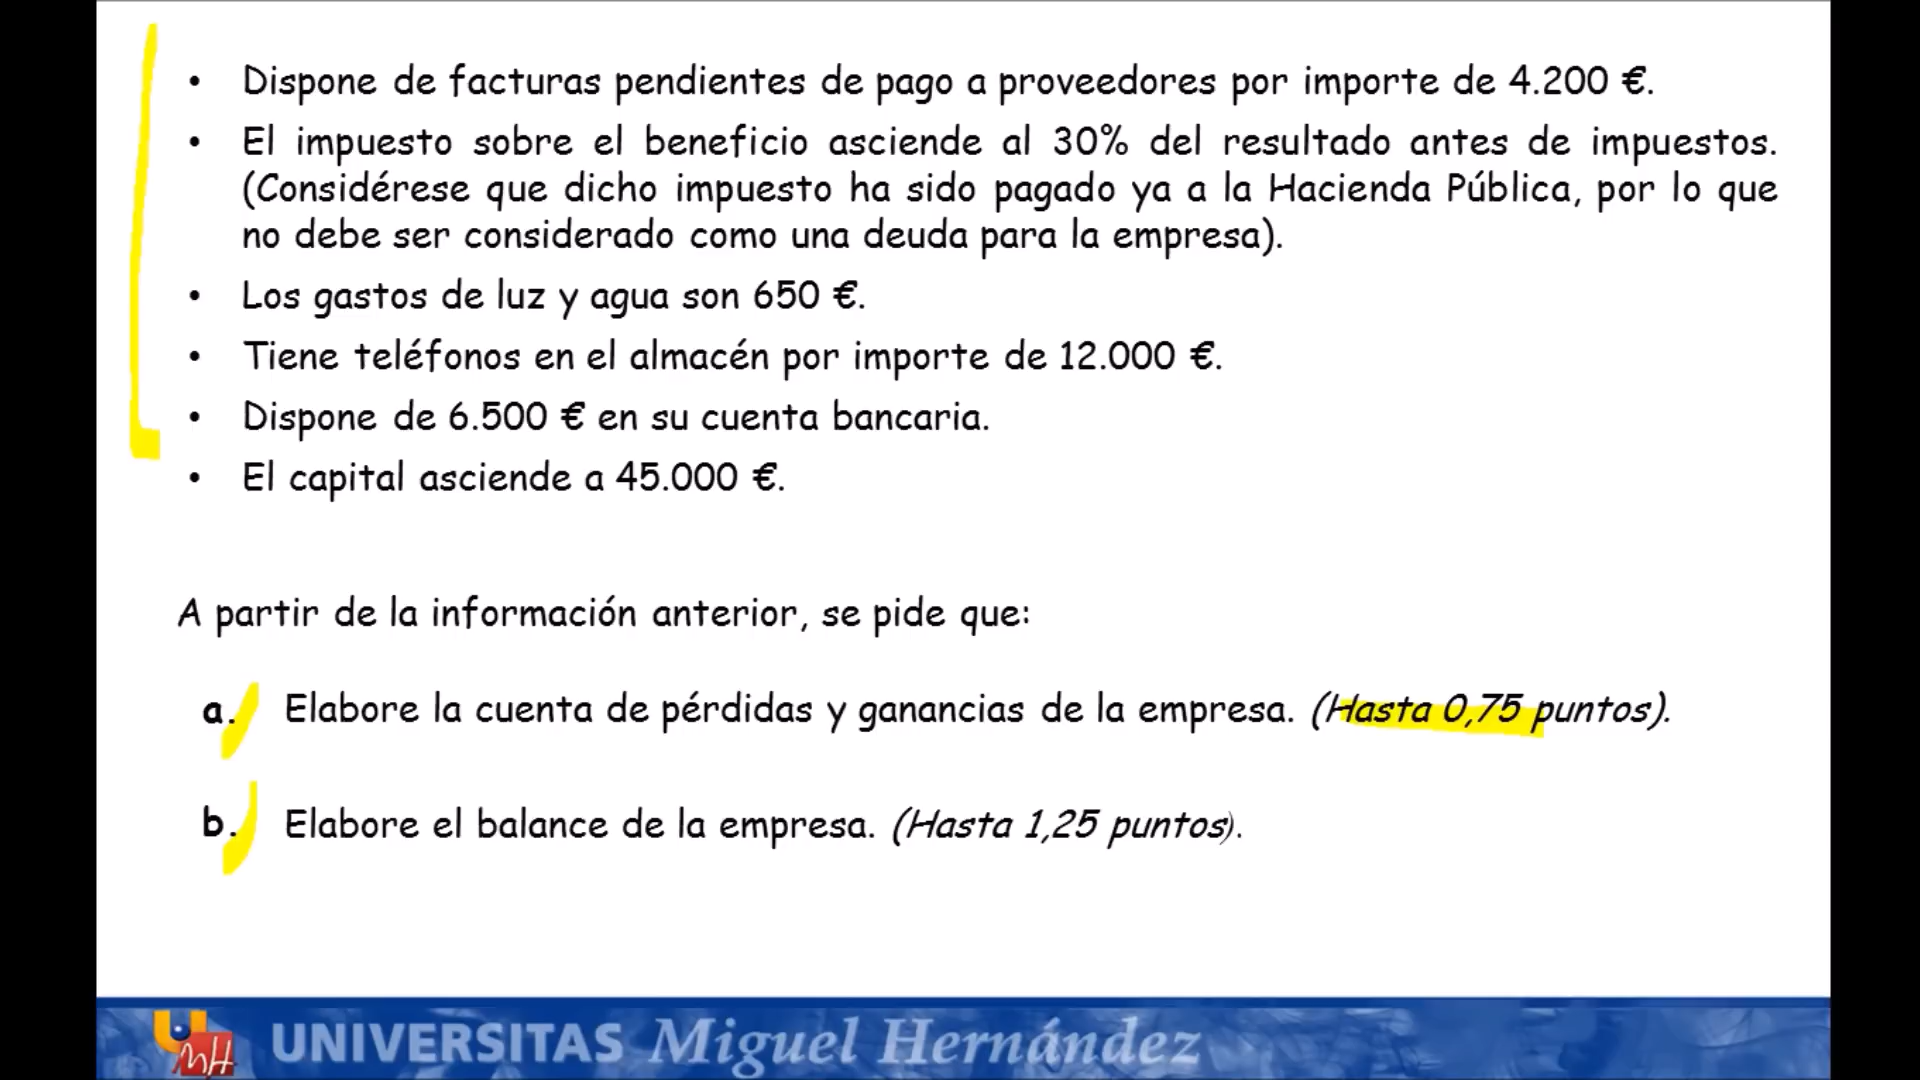 • Dispone de facturas pendientes de pago a proveedores por importe de 4.200 €.
• El impuesto sobre el beneficio asciende al 30% del resultado antes de impuestos.
(Considérese que dicho impuesto ha sido pagado ya a la Hacienda Pública, por lo que
no debe ser considerado como una deuda para la empresa).
• Los gastos de luz y agua son 650 €.
• Tiene teléfonos en el almacén por importe de 12.000 €.
• Dispone de 6.500 € en su cuenta bancaria.
• El capital asciende a 45.000 €.
A partir de la información anterior, se pide que:
a. Elabore la cuenta de pérdidas y ganancias de la empresa. (Hasta 0,75 puntos).
b. Elabore el balance de la empresa. (Hasta 1,25 puntos).
UMH UNIVERSITAS Miguel Hernández